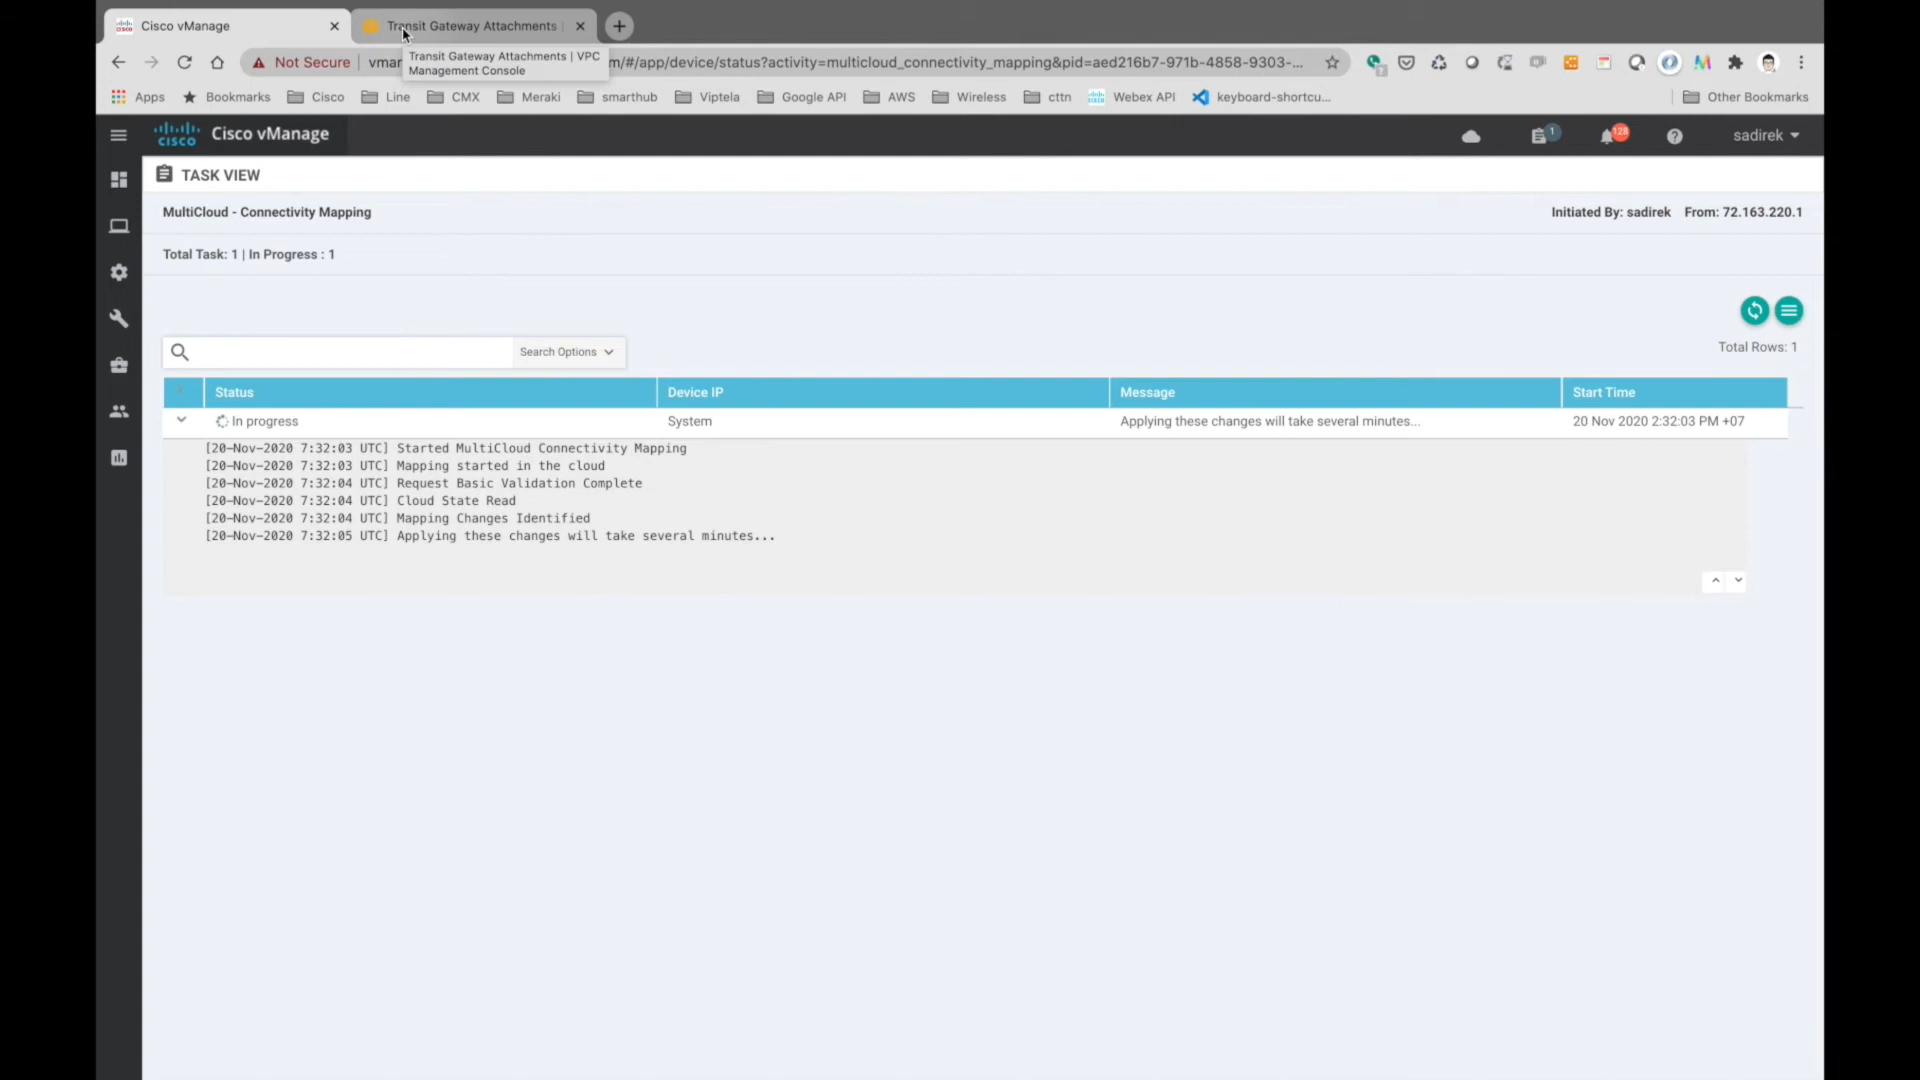 Cisco vManage
Transit Gateway Attachments |
Not Secure
Transit Gateway Attachments | VPC
Management Console
m/#/app/device/status?activity=multicloud_connectivity_mapping&pid=aed216b7-971b-4858-9303-...
Apps
Bookmarks
Cisco
Line
CMX
Meraki
smarthub
Viptela
Google API
AWS
Wireless
cttn
Webex API
keyboard-shortcu...
Other Bookmarks
CISCO
Cisco vManage
1
128
sadirek
TASK VIEW
MultiCloud - Connectivity Mapping
Initiated By: sadirek From: 72.163.220.1
Total Task: 1 | In Progress : 1
Search Options
Total Rows: 1
Status
Device IP
Message
Start Time
In progress
System
Applying these changes will take several minutes...
20 Nov 2020 2:32:03 PM +07
[20-Nov-2020 7:32:03 UTC] Started MultiCloud Connectivity Mapping
[20-Nov-2020 7:32:03 UTC] Mapping started in the cloud
[20-Nov-2020 7:32:04 UTC] Request Basic Validation Complete
[20-Nov-2020 7:32:04 UTC] Cloud State Read
[20-Nov-2020 7:32:04 UTC] Mapping Changes Identified
[20-Nov-2020 7:32:05 UTC] Applying these changes will take several minutes...